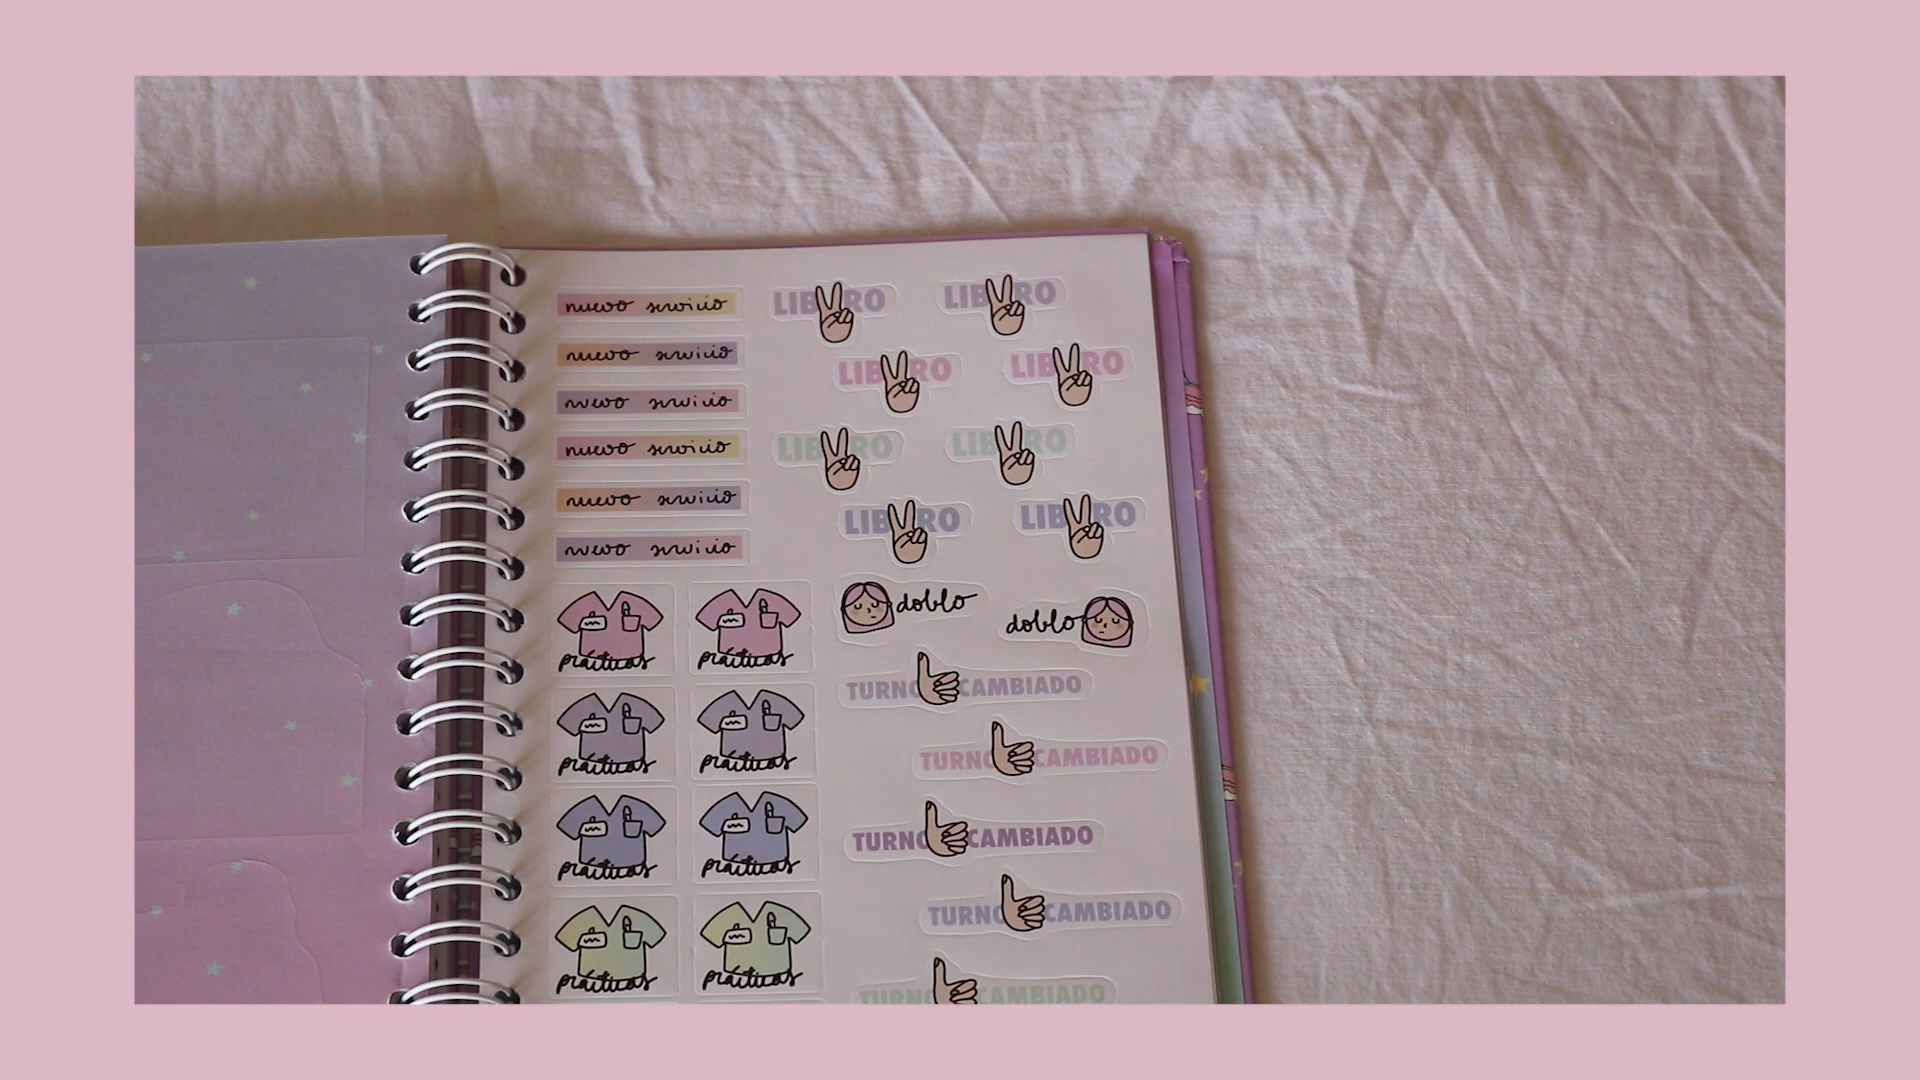 nuevo servicio
nuevo servicio
nuevo servicio
nuevo servicio
nuevo servicio
nuevo servicio
LIBRO
LIBRO
LIBRO
LIBRO
LIBRO
LIBRO
LIBRO
LIBRO
prácticas
prácticas
prácticas
prácticas
prácticas
prácticas
prácticas
prácticas
doblo
doblo
TURNO CAMBIADO
TURNO CAMBIADO
TURNO CAMBIADO
TURNO CAMBIADO
TURNO CAMBIADO